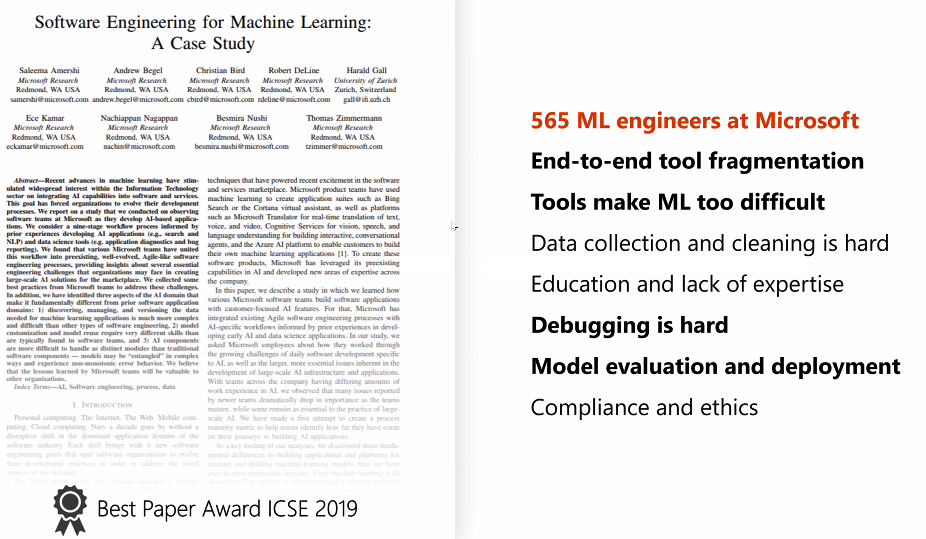 Software Engineering for Machine Learning:
A Case Study
Saleema Amershi
Microsoft Research
Redmond, WA USA
samershi@microsoft.com
Andrew Begel
Microsoft Research
Redmond, WA USA
andrew.begel@microsoft.com
Christian Bird
Microsoft Research
Redmond, WA USA
cbird@microsoft.com
Robert DeLine
Microsoft Research
Redmond, WA USA
rdeline@microsoft.com
Harald Gall
University of Zurich
Zurich, Switzerland
gall@ifi.uzh.ch
Ece Kamar
Microsoft Research
Redmond, WA USA
eckamar@microsoft.com
Nachiappan Nagappan
Microsoft Research
Redmond, WA USA
nachin@microsoft.com
Besmira Nushi
Microsoft Research
Redmond, WA USA
besmira.nushi@microsoft.com
Thomas Zimmermann
Microsoft Research
Redmond, WA USA
tzimmer@microsoft.com
Abstract—Recent advances in machine learning have stim-
ulated widespread interest within the Information Technology
sector on integrating AI capabilities into software and services.
This goal has forced organizations to evolve their development
processes. We report on a study that we conducted on observing
software teams at Microsoft as they develop AI-based applica-
tions. We consider a nine-stage workflow process informed by
prior experiences developing AI applications (e.g., search and
NLP) and data science tools (e.g. application diagnostics and bug
reporting). We found that various Microsoft teams have united
this workflow into preexisting, well-evolved, Agile-like software
engineering processes, providing insights about several essential
engineering challenges that organizations may face in creating
large-scale AI solutions for the marketplace. We collected some
best practices from Microsoft teams to address these challenges.
In addition, we have identified three aspects of the AI domain that
make it fundamentally different from prior software application
domains: 1) discovering, managing, and versioning the data
needed for machine learning applications is much more complex
and difficult than other types of software engineering, 2) model
customization and model reuse require very different skills than
are typically found in software teams, and 3) AI components
are more difficult to handle as distinct modules than traditional
software components — models may be “entangled” in complex
ways and experience non-monotonic error behavior. We believe
that the lessons learned by Microsoft teams will be valuable to
other organizations.
Index Terms—AI, Software engineering, process, data
I. INTRODUCTION
Personal computing. The Internet. The Web. Mobile com-
puting. Cloud computing. Nary a decade goes by without a
disruptive shift in the dominant application domain of the
software industry. Each shift brings with it new software
engineering goals that spur software organizations to evolve
their development practices in order to address the novel
aspects of the domain.
techniques that have powered recent excitement in the software
and services marketplace. Microsoft product teams have used
machine learning to create application suites such as Bing
Search or the Cortana virtual assistant, as well as platforms
such as Microsoft Translator for real-time translation of text,
voice, and video, Cognitive Services for vision, speech, and
language understanding for building interactive, conversational
agents, and the Azure AI platform to enable customers to build
their own machine learning applications [1]. To create these
software products, Microsoft has leveraged its preexisting
capabilities in AI and developed new areas of expertise across
the company.
In this paper, we describe a study in which we learned how
various Microsoft software teams build software applications
with customer-focused AI features. For that, Microsoft has
integrated existing Agile software engineering processes with
AI-specific workflows informed by prior experiences in devel-
oping early AI and data science applications. In our study, we
asked Microsoft employees about how they worked through
the growing challenges of daily software development specific
to AI, as well as the larger, more essential issues inherent in the
development of large-scale AI infrastructure and applications.
With teams across the company having differing amounts of
work experience in AI, we observed that many issues reported
by newer teams dramatically drop in importance as the teams
mature, while some remain as essential to the practice of large-
scale AI. We have made a first attempt to create a process
maturity metric to help teams identify how far they have come
on their journeys to building AI applications.
As a key finding of our analyses, we discovered three funda-
mental differences to building applications and platforms for
training and fielding machine-learning models than we have
seen in prior application domains. First, machine learning is all
Best Paper Award ICSE 2019
565 ML engineers at Microsoft
End-to-end tool fragmentation
Tools make ML too difficult
Data collection and cleaning is hard
Education and lack of expertise
Debugging is hard
Model evaluation and deployment
Compliance and ethics